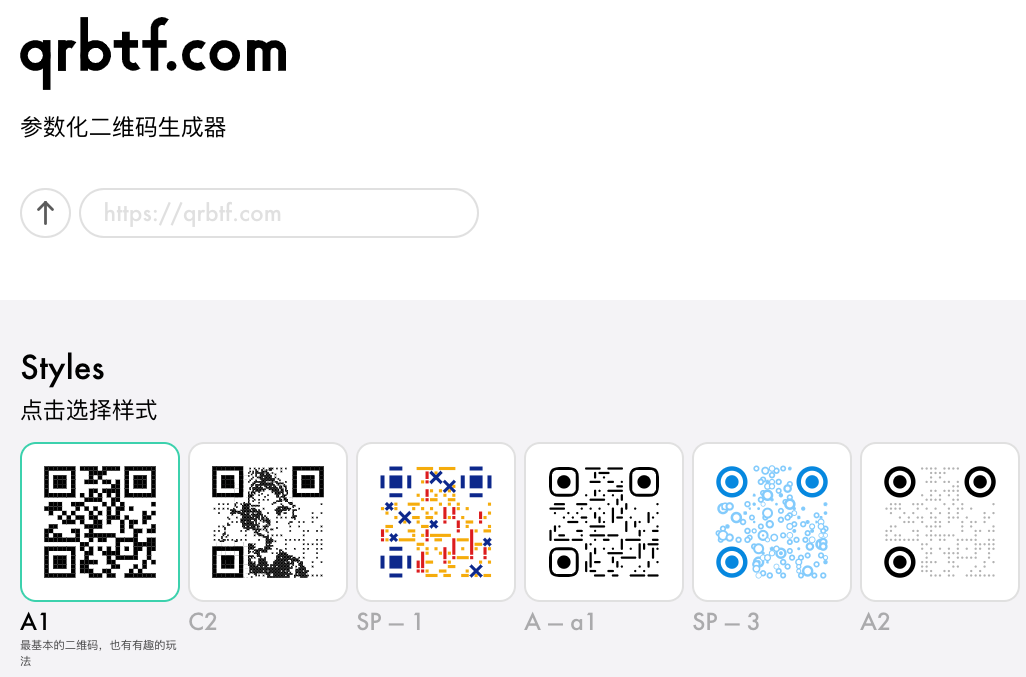 qrbtf.com
参数化二维码生成器
https://qrbtf.com
Styles
点击选择样式
A1
最基本的二维码，也有有趣的玩
法
C2
SP — 1
A — a1
SP — 3
A2